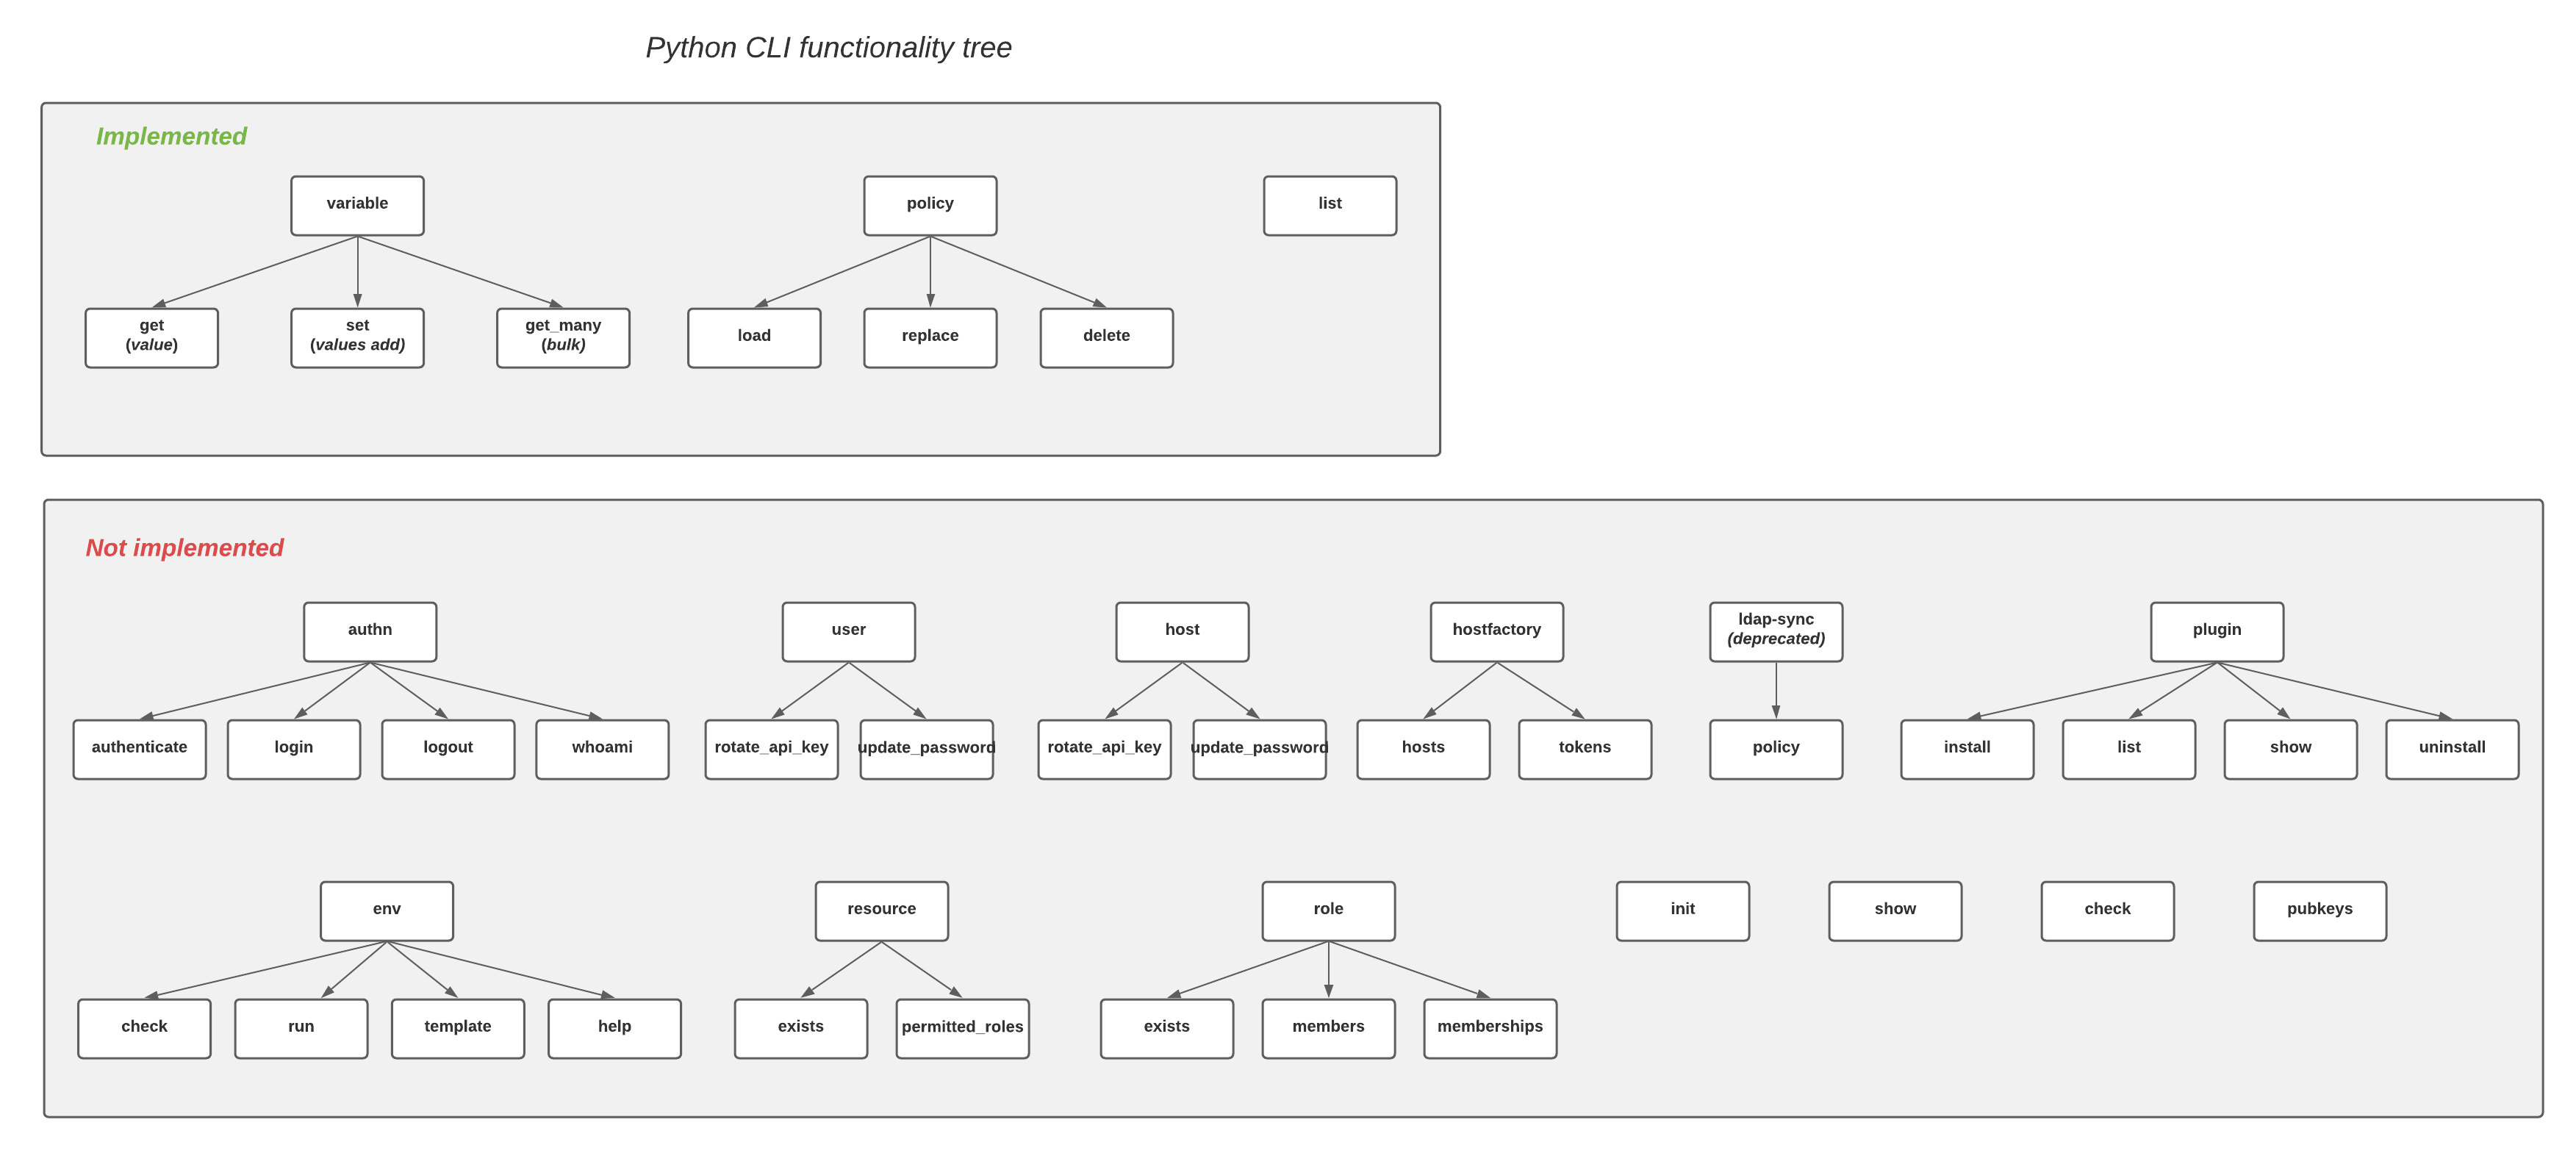 Python CLI functionality tree
Implemented
variable
policy
list
get
(value)
set
(values add)
get_many
(bulk)
load
replace
delete
Not implemented
authn
user
host
hostfactory
ldap-sync
(deprecated)
plugin
authenticate
login
logout
whoami
rotate_api_key
update_password
rotate_api_key
update_password
hosts
tokens
policy
install
list
show
uninstall
env
resource
role
init
show
check
pubkeys
check
run
template
help
exists
permitted_roles
exists
members
memberships